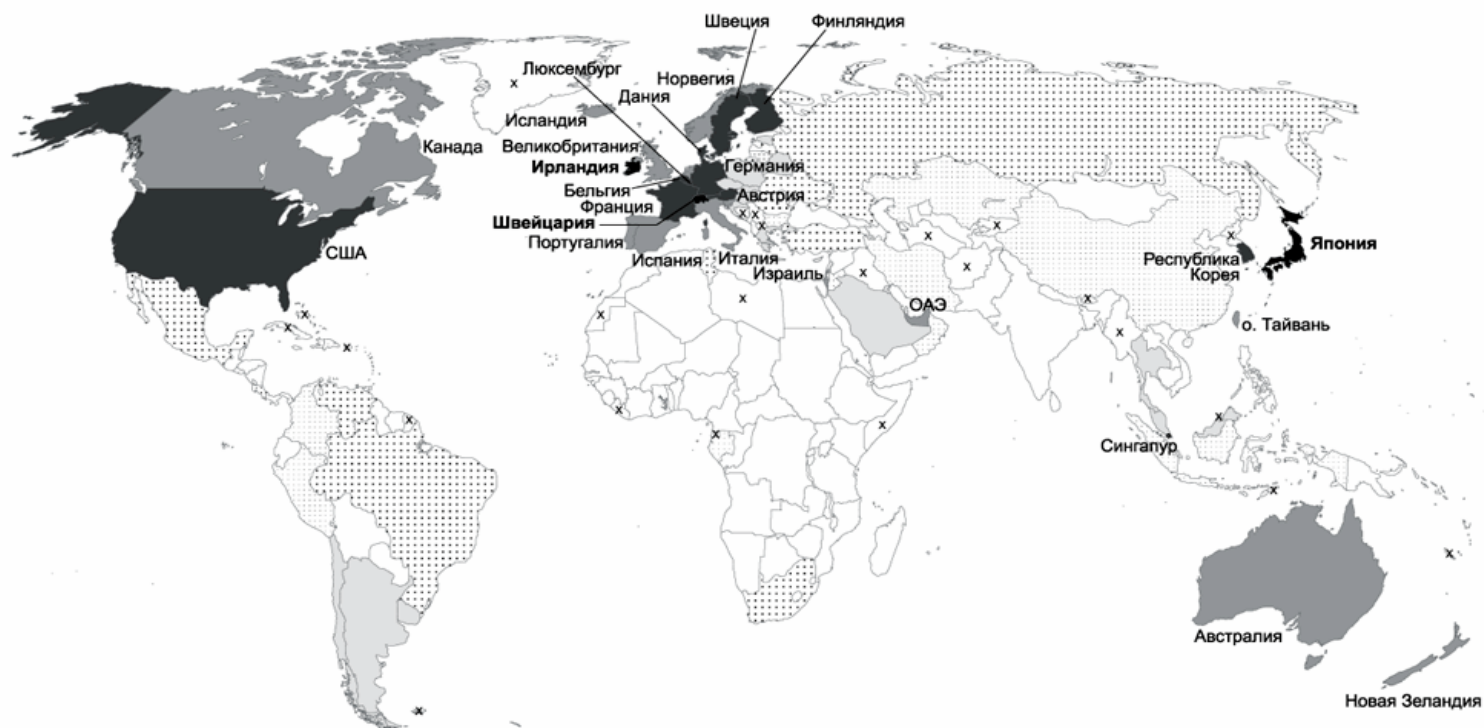 Швеция
Финляндия
Люксембург
Норвегия
Дания
Исландия
Великобритания
Канада
Ирландия
Германия
Бельгия
Австрия
Франция
Швейцария
Португалия
США
Испания
Италия
Израиль
ОАЭ
Республика
Корея
Япония
о. Тайвань
Сингапур
Австралия
Новая Зеландия